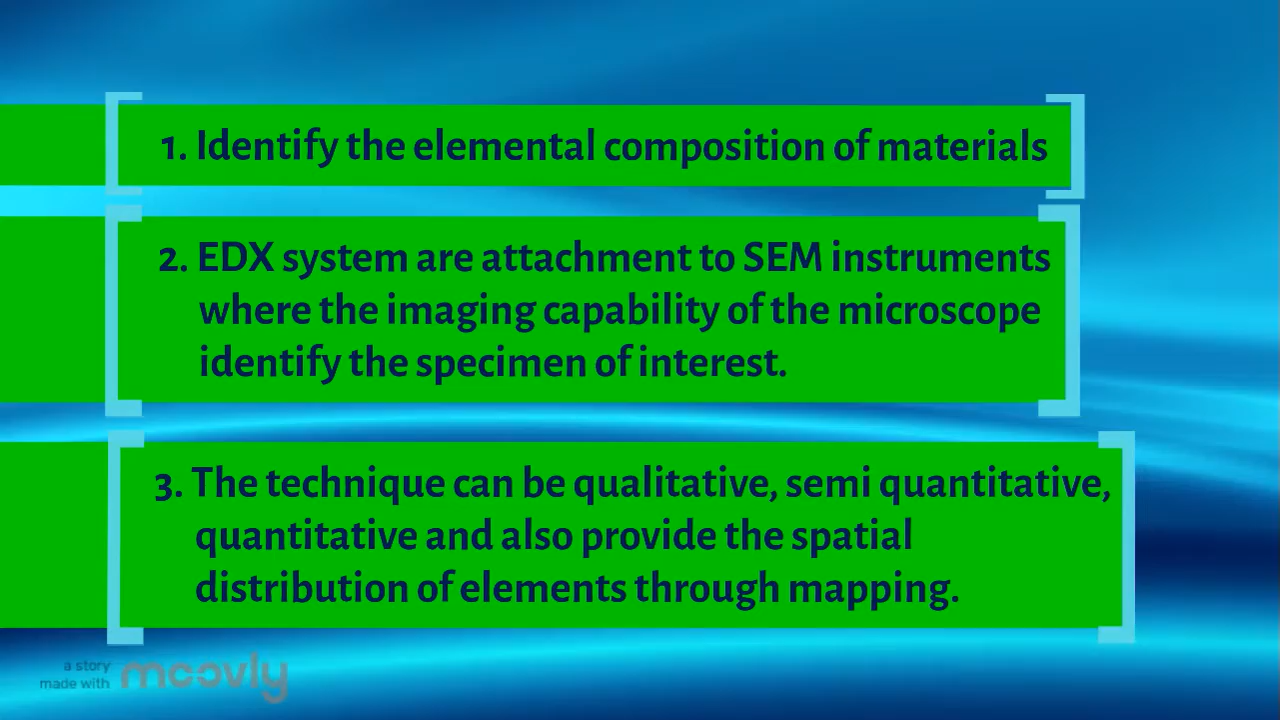 1. Identify the elemental composition of materials
2. EDX system are attachment to SEM instruments
where the imaging capability of the microscope
identify the specimen of interest.
3. The technique can be qualitative, semi quantitative,
quantitative and also provide the spatial
distribution of elements through mapping.
a story
made with moovly